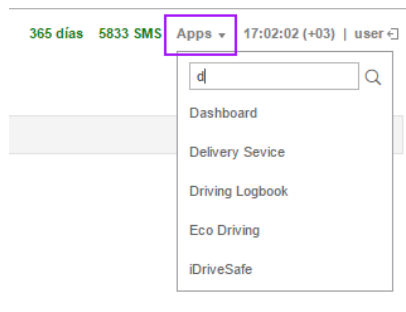 365 días 5833 SMS Apps 17:02:02 (+03) | user
d
Dashboard
Delivery Sevice
Driving Logbook
Eco Driving
iDriveSafe